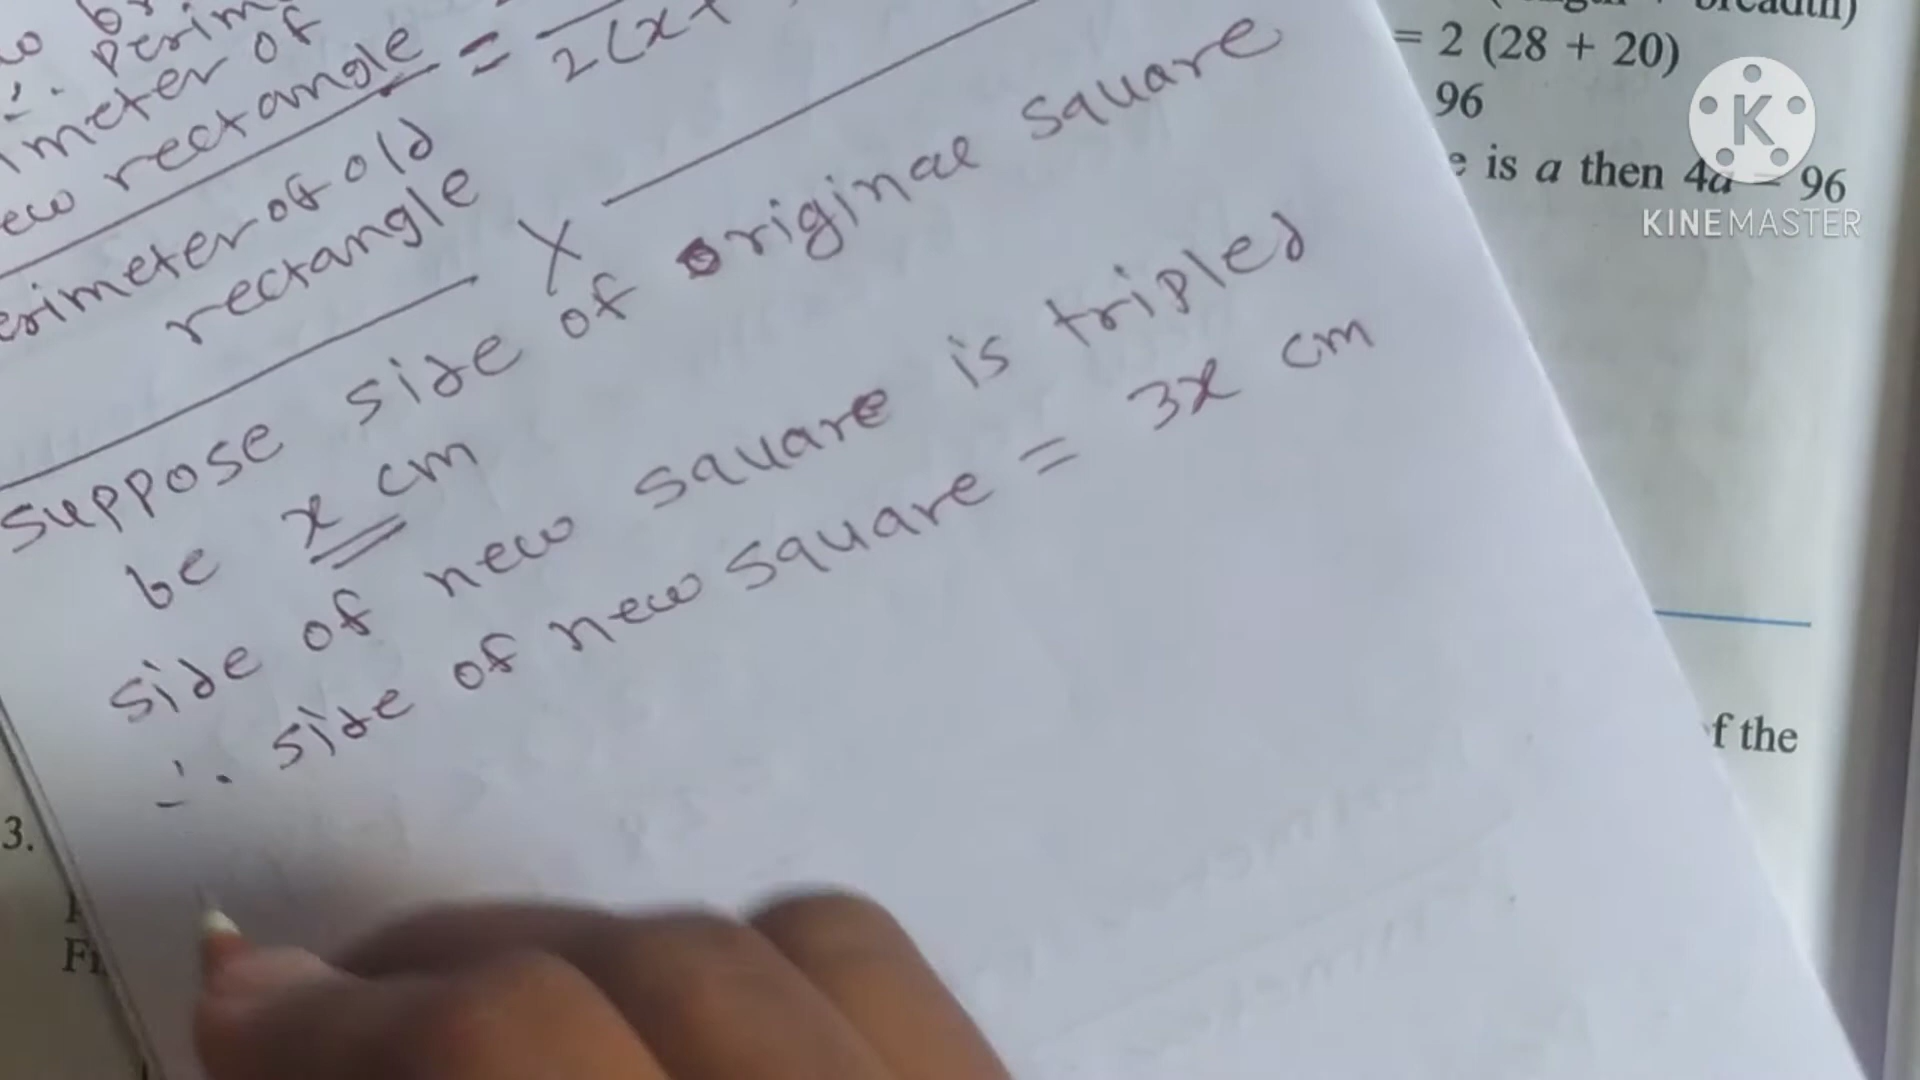 imeter of
rectangle = 2(x+
erimeter of old
rectangle
X
Suppose side of original square
be x cm
side of new square is tripled
∴ side of new square = 3x cm
= 2 (28 + 20)
96
is a then 4a = 96
KINEMASTER
f the
3.